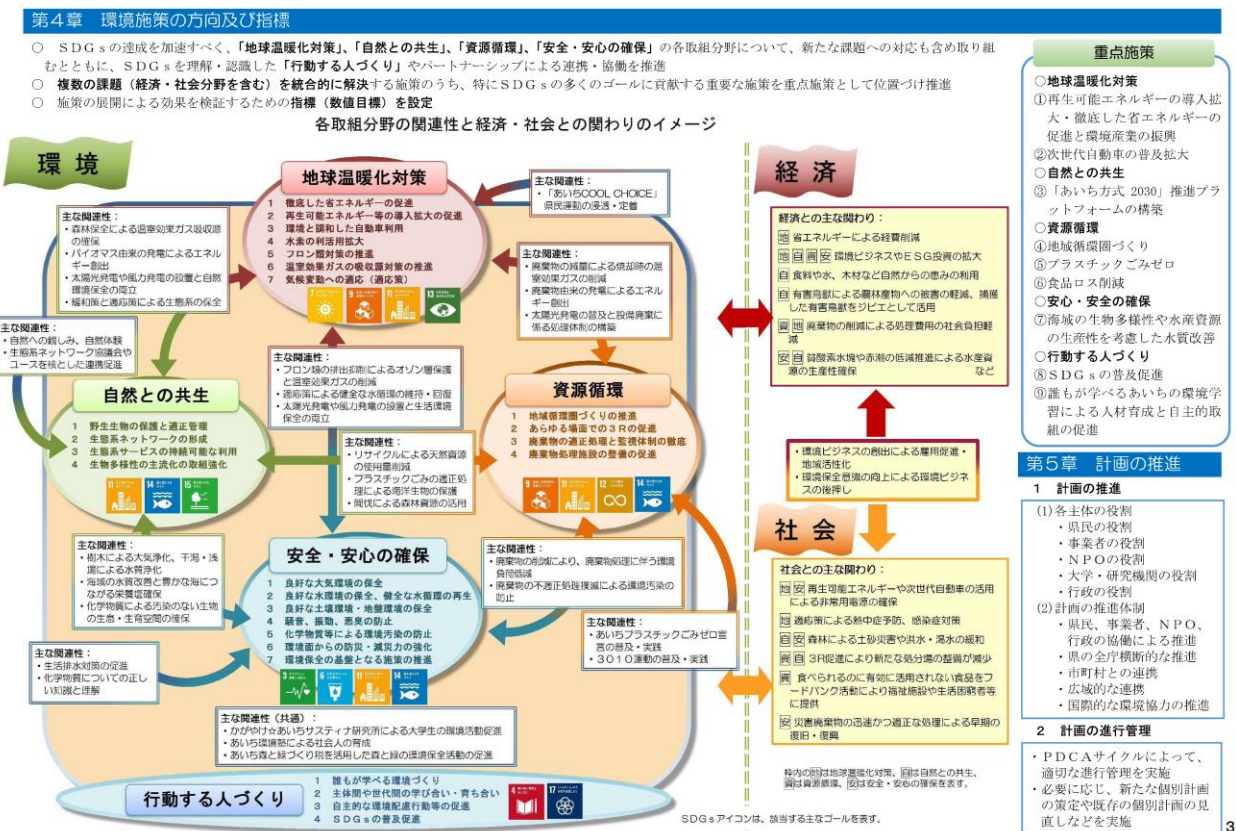 第4章 環境施策の方向及び指標
○ SDGsの達成を加速すべく、「地球温暖化対策」、「自然との共生」、「資源循環」、「安全・安心の確保」の各取組分野について、新たな課題への対応も含め取り組
むとともに、SDGsを理解・認識した「行動する人づくり」やパートナーシップによる連携・協働を推進
○ 複数の課題（経済・社会分野を含む）を統合的に解決する施策のうち、特にSDGsの多くのゴールに貢献する重要な施策を重点施策として位置づけ推進
○ 施策の展開による効果を検証するための指標（数値目標）を設定
各取組分野の関連性と経済・社会との関わりのイメージ
環境
地球温暖化対策
1 徹底した省エネルギーの促進
2 再生可能エネルギー等の導入拡大の促進
3 環境と調和した自動車利用
4 水素の利活用拡大
5 フロン類対策の推進
6 温室効果ガスの吸収源対策の推進
7 気候変動への適応（適応策）
7
9
11
13
主な関連性：
・「あいちCOOL CHOICE」
県民運動の浸透・定着
主な関連性：
・森林保全による温室効果ガス吸収源
の確保
・バイオマス由来の発電によるエネル
ギー創出
・太陽光発電や風力発電の設置と自然
環境保全の両立
・緩和策と適応策による生態系の保全
主な関連性：
・廃棄物の減量による焼却時の温
室効果ガスの削減
・廃棄物由来の発電によるエネル
ギー創出
・太陽光発電の普及と設備廃棄に
係る処理体制の構築
主な関連性：
・自然への親しみ、自然体験
・生態系ネットワーク協議会や
ユースを核とした連携促進
主な関連性：
・フロン類の排出抑制によるオゾン層保護
と温室効果ガスの削減
・適応策による健全な水循環の維持・回復
・太陽光発電や風力発電の設置と生活環境
保全の両立
自然との共生
1 野生生物の保護と適正管理
2 生態系ネットワークの形成
3 生態系サービスの持続可能な利用
4 生物多様性の主流化の取組強化
11
14
15
資源循環
1 地域循環圏づくりの推進
2 あらゆる場面での3Rの促進
3 廃棄物の適正処理と監視体制の徹底
4 廃棄物処理施設の整備の促進
9
11
12
14
主な関連性：
・リサイクルによる天然資源
の使用量削減
・プラスチックごみの適正処
理による海洋生物の保護
・間伐による森林資源の活用
主な関連性：
・樹木による大気浄化、干潟・浅
場による水質浄化
・海域の水質改善と豊かな海につ
ながる栄養塩確保
・化学物質による汚染のない生物
の生息・生育空間の確保
安全・安心の確保
1 良好な大気環境の保全
2 良好な水環境の保全、健全な水循環の再生
3 良好な土壌環境・地盤環境の保全
4 騒音、振動、悪臭の防止
5 化学物質等による環境汚染の防止
6 環境面からの防災・減災力の強化
7 環境保全の基盤となる施策の推進
3
6
11
14
主な関連性：
・廃棄物の削減により、廃棄物処理に伴う環境
負荷低減
・廃棄物の不適正処理撲滅による環境汚染の
防止
主な関連性：
・あいちプラスチックごみゼロ宣
言の普及・実践
・3010運動の普及・実践
主な関連性：
・生活排水対策の促進
・化学物質についての正し
い知識と理解
主な関連性（共通）：
・かがやけ☆あいちサスティナ研究所による大学生の環境活動促進
・あいち環境塾による社会人の育成
・あいち森と緑づくり税を活用した森と緑の環境保全活動の促進
行動する人づくり
1 誰もが学べる環境づくり
2 主体間や世代間の学び合い・育ち合い
3 自主的な環境配慮行動等の促進
4 SDGsの普及促進
4
17
経済
経済との主な関わり：
地 省エネルギーによる経費削減
地 自 資 安 環境ビジネスやESG投資の拡大
自 食料や水、木材など自然からの恵みの利用
自 有害鳥獣による農林産物への被害の軽減、捕獲
した有害鳥獣をジビエとして活用
資 地 廃棄物の削減による処理費用の社会負担軽
減
安 自 貧酸素水塊や赤潮の低減推進による水産資
源の生産性確保 など
・環境ビジネスの創出による雇用促進・
地域活性化
・環境保全意識の向上による環境ビジネ
スの後押し
社会
社会との主な関わり：
地 安 再生可能エネルギーや次世代自動車の活用
による非常用電源の確保
地 適応策による熱中症予防、感染症対策
自 安 森林による土砂災害や洪水・渇水の緩和
資 自 3R促進により新たな処分場の整備が減少
資 食べられるのに有効に活用されない食品をフ
ードバンク活動により福祉施設や生活困窮者等
に提供
安 災害廃棄物の迅速かつ適正な処理による早期の
復旧・復興
枠内の地は地球温暖化対策、自は自然との共生、
資は資源循環、安は安全・安心の確保を表す。
SDGsアイコンは、該当する主なゴールを表す。
重点施策
○地球温暖化対策
①再生可能エネルギーの導入拡
大・徹底した省エネルギーの
促進と環境産業の振興
②次世代自動車の普及拡大
○自然との共生
③「あいち方式 2030」推進プラ
ットフォームの構築
○資源循環
④地域循環圏づくり
⑤プラスチックごみゼロ
⑥食品ロス削減
○安心・安全の確保
⑦海域の生物多様性や水産資源
の生産性を考慮した水質改善
○行動する人づくり
⑧SDGsの普及促進
⑨誰もが学べるあいちの環境学
習による人材育成と自主的取
組の促進
第5章 計画の推進
1 計画の推進
(1)各主体の役割
・県民の役割
・事業者の役割
・NPOの役割
・大学・研究機関の役割
・行政の役割
(2)計画の推進体制
・県民、事業者、NPO、
行政の協働による推進
・県の全庁横断的な推進
・市町村との連携
・広域的な連携
・国際的な環境協力の推進
2 計画の進行管理
・PDCAサイクルによって、
適切な進行管理を実施
・必要に応じ、新たな個別計画
の策定や既存の個別計画の見
直しなどを実施
3